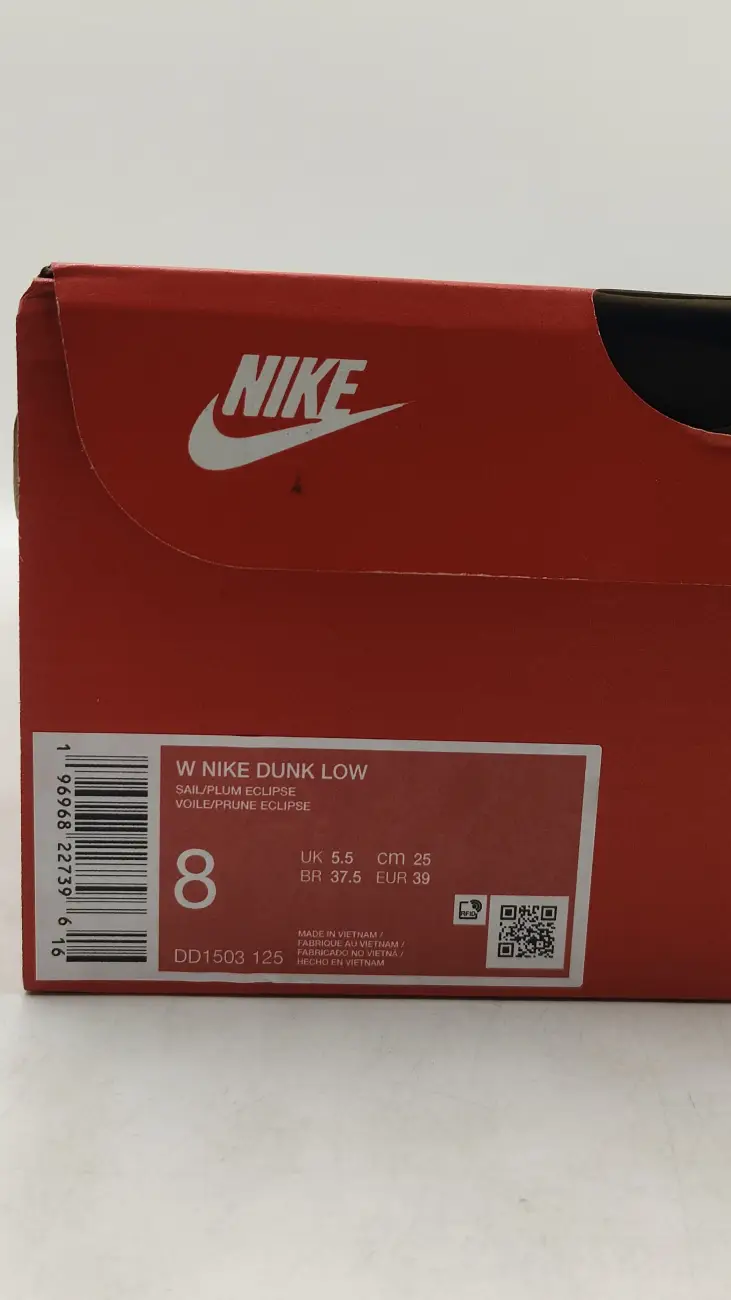 NIKE
1 96968 22739 6 16
W NIKE DUNK LOW
SAIL/PLUM ECLIPSE
VOILE/PRUNE ECLIPSE
8
UK 5.5 cm 25
BR 37.5 EUR 39
RFID
DD1503 125
MADE IN VIETNAM /
FABRIQUE AU VIETNAM /
FABRICADO NO VIETNÃ /
HECHO EN VIETNAM